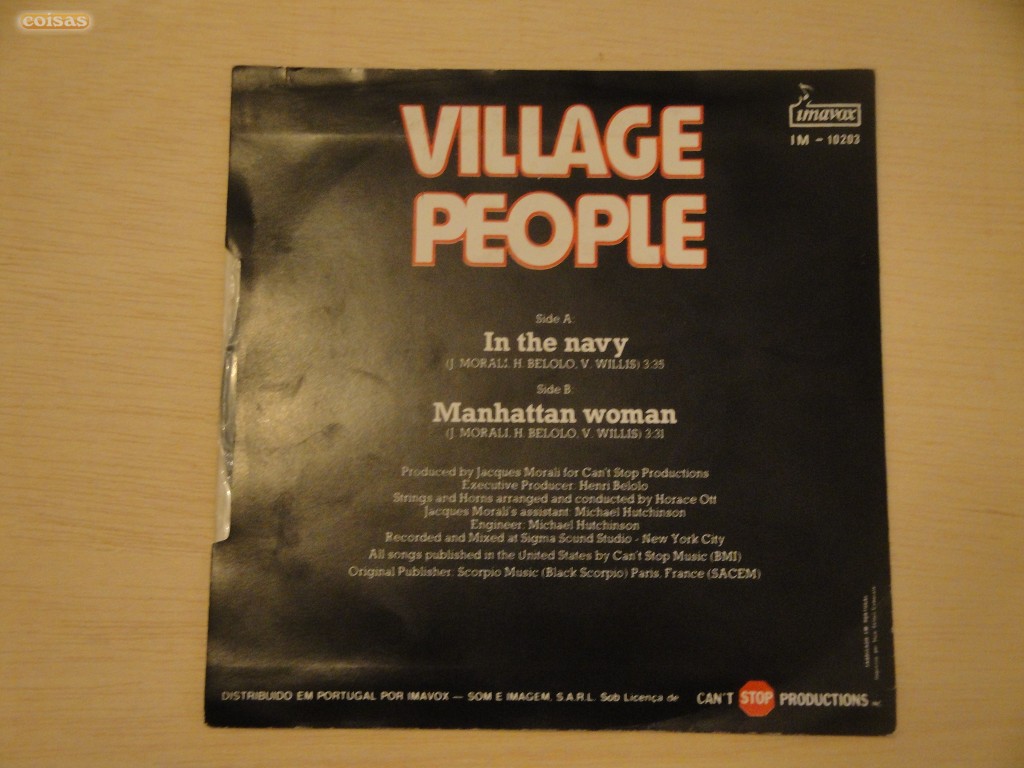 coisas
VILLAGE
PEOPLE
imavox
IM - 10203
Side A:
In the navy
(J. MORALI, H. BELOLO, V. WILLIS) 3:35
Side B:
Manhattan woman
(J. MORALI, H. BELOLO, V. WILLIS) 3:31
Produced by Jacques Morali for Can't Stop Productions
Executive Producer: Henri Belolo
Strings and Horns arranged and conducted by Horace Ott
Jacques Morali's assistant: Michael Hutchinson
Engineer: Michael Hutchinson
Recorded and Mixed at Sigma Sound Studio - New York City
All songs published in the United States by Can't Stop Music (BMI)
Original Publisher: Scorpio Music (Black Scorpio) Paris, France (SACEM)
DISTRIBUIDO EM PORTUGAL POR IMAVOX — SOM E IMAGEM, S.A.R.L. Sob Licença de CAN'T STOP PRODUCTIONS INC.
FABRICADO EM PORTUGAL